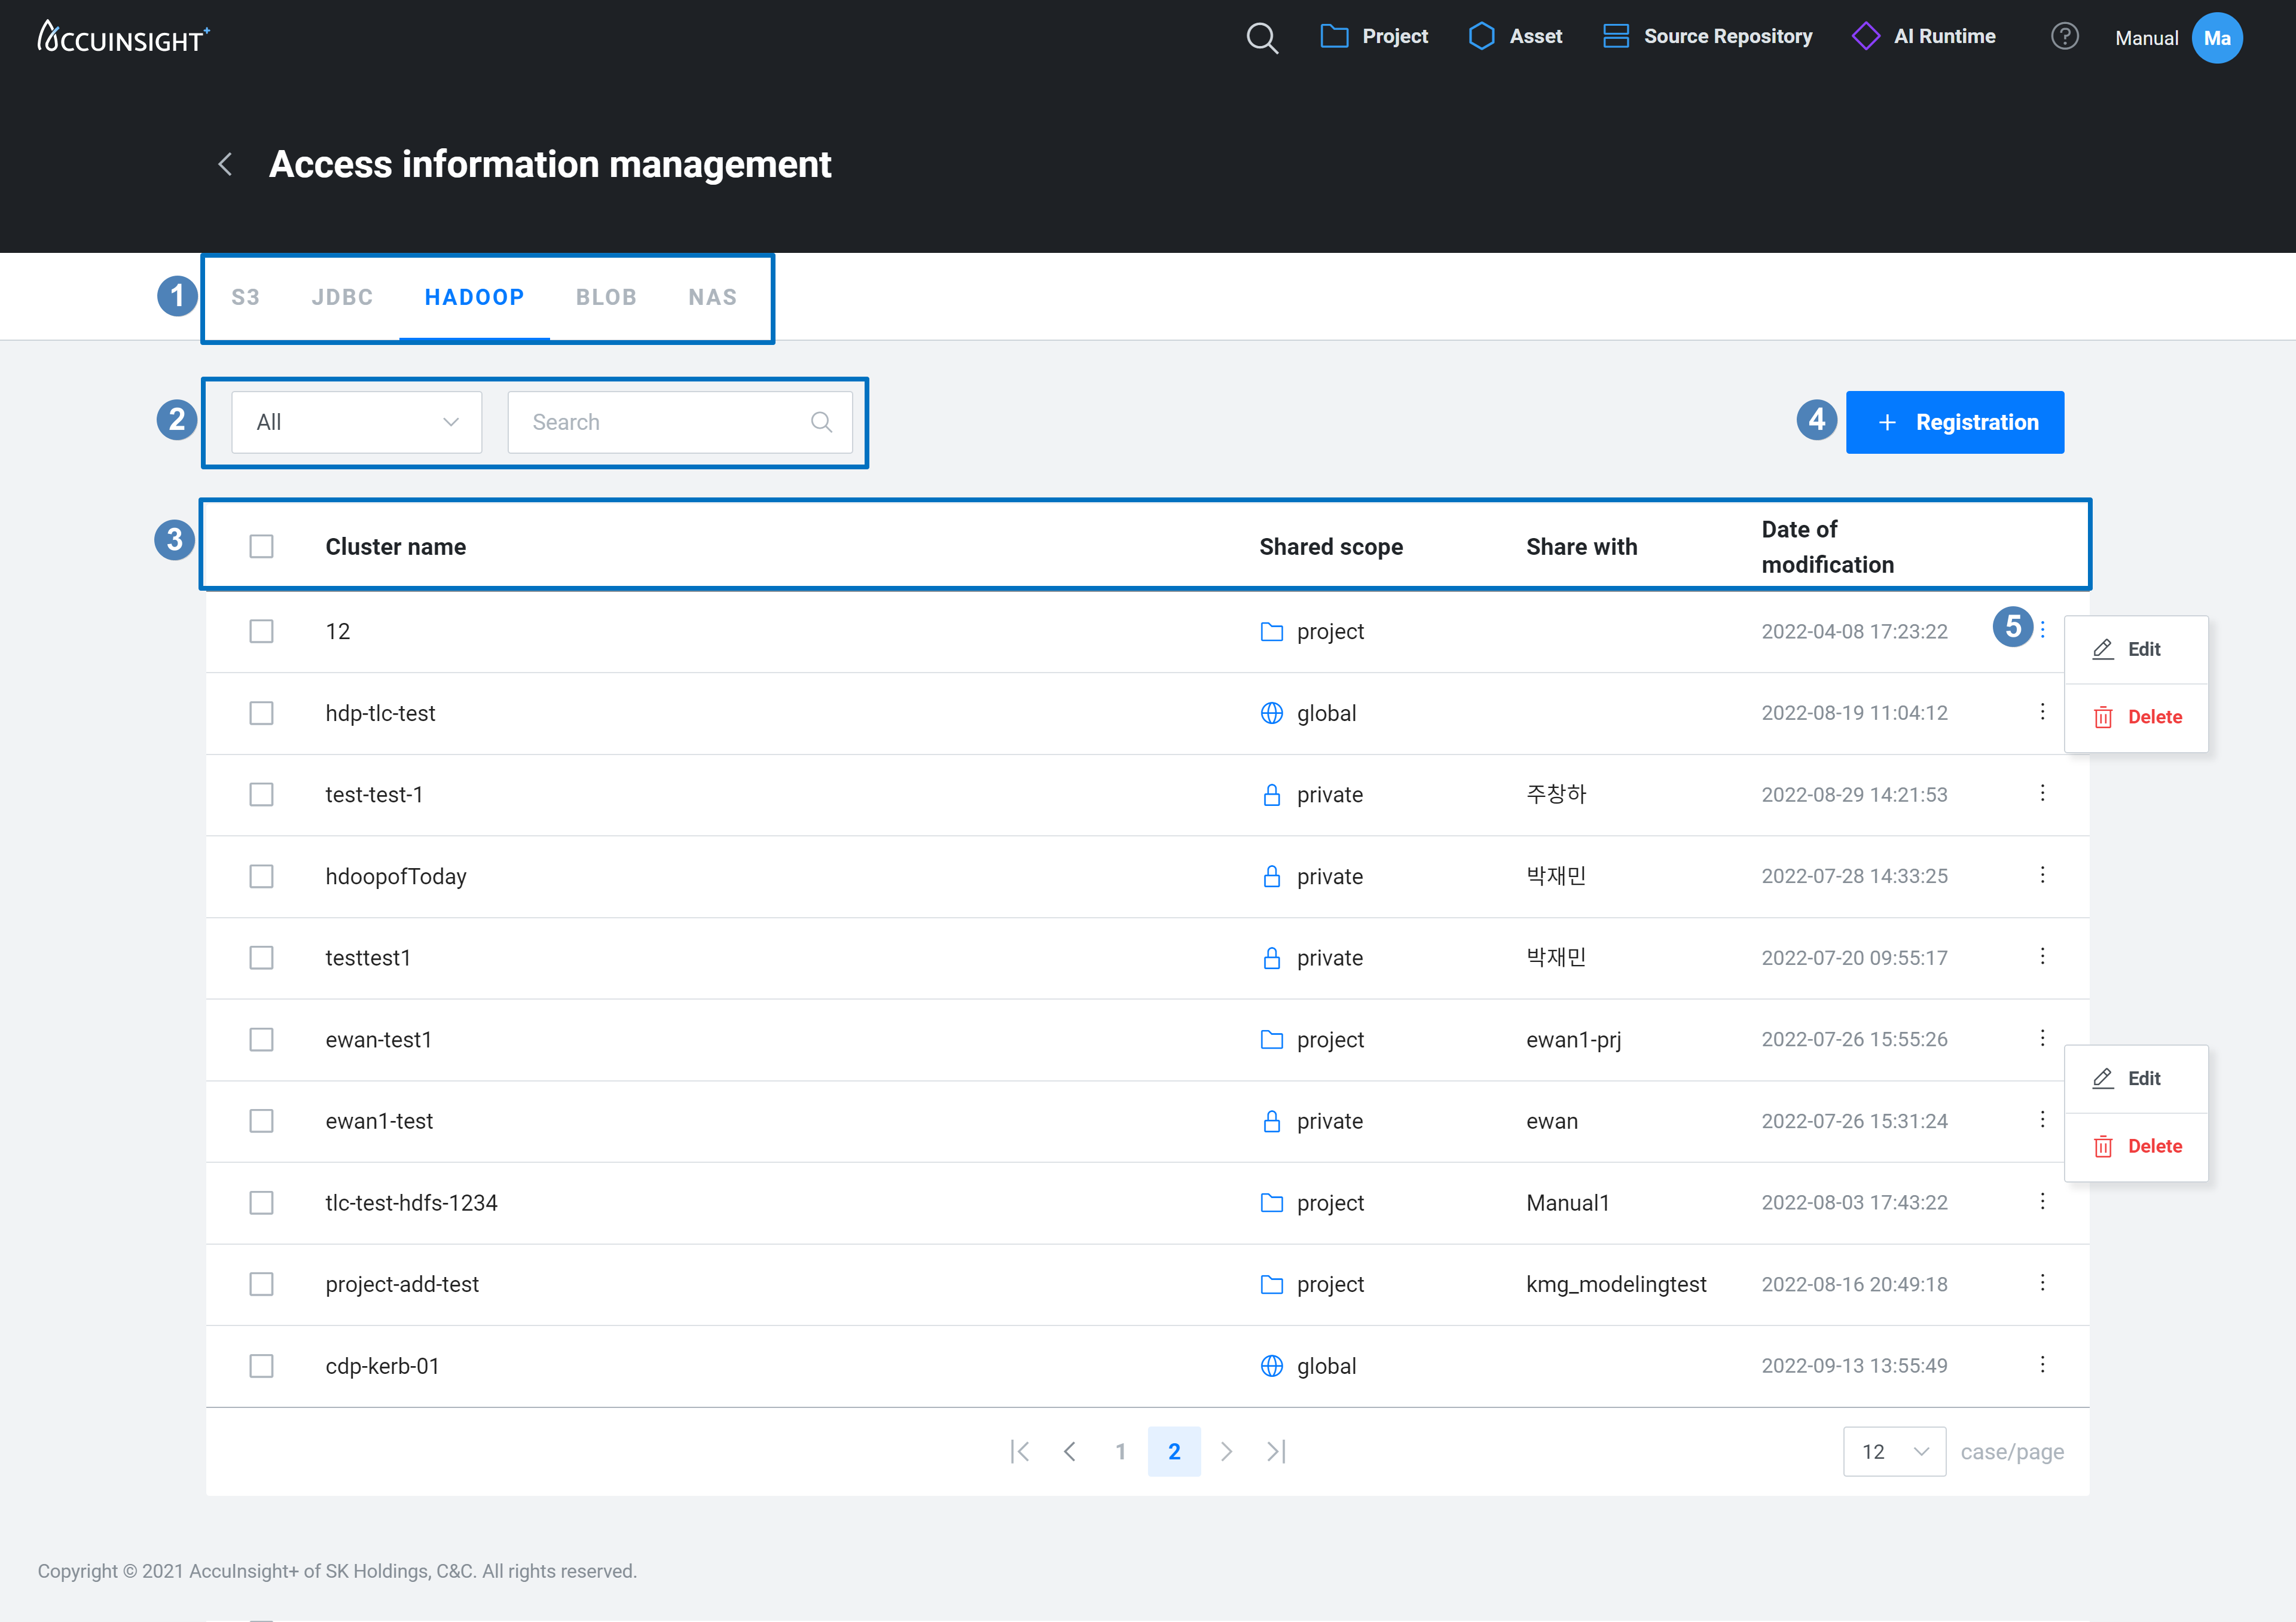 ACCUINSIGHT+
Project
Asset
Source Repository
AI Runtime
?
Manual
Ma
Access information management
1
S3
JDBC
HADOOP
BLOB
NAS
2
All
Search
4
+ Registration
3
Cluster name
Shared scope
Share with
Date of
modification
12
project
2022-04-08 17:23:22
5
Edit
Delete
hdp-tlc-test
global
2022-08-19 11:04:12
test-test-1
private
주창하
2022-08-29 14:21:53
hdoopofToday
private
박재민
2022-07-28 14:33:25
testtest1
private
박재민
2022-07-20 09:55:17
ewan-test1
project
ewan1-prj
2022-07-26 15:55:26
Edit
Delete
ewan1-test
private
ewan
2022-07-26 15:31:24
tlc-test-hdfs-1234
project
Manual1
2022-08-03 17:43:22
project-add-test
project
kmg_modelingtest
2022-08-16 20:49:18
cdp-kerb-01
global
2022-09-13 13:55:49
1
2
12
case/page
Copyright © 2021 AccuInsight+ of SK Holdings, C&C. All rights reserved.